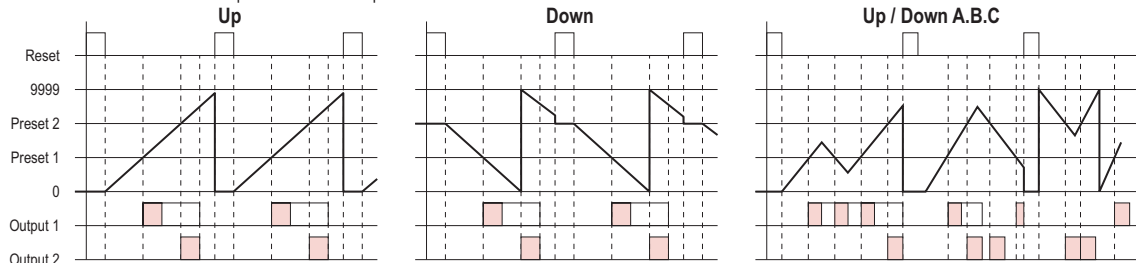 Up Down Up / Down A.B.C
Reset
9999
Preset 2
Preset 1
0
Output 1
Output 2